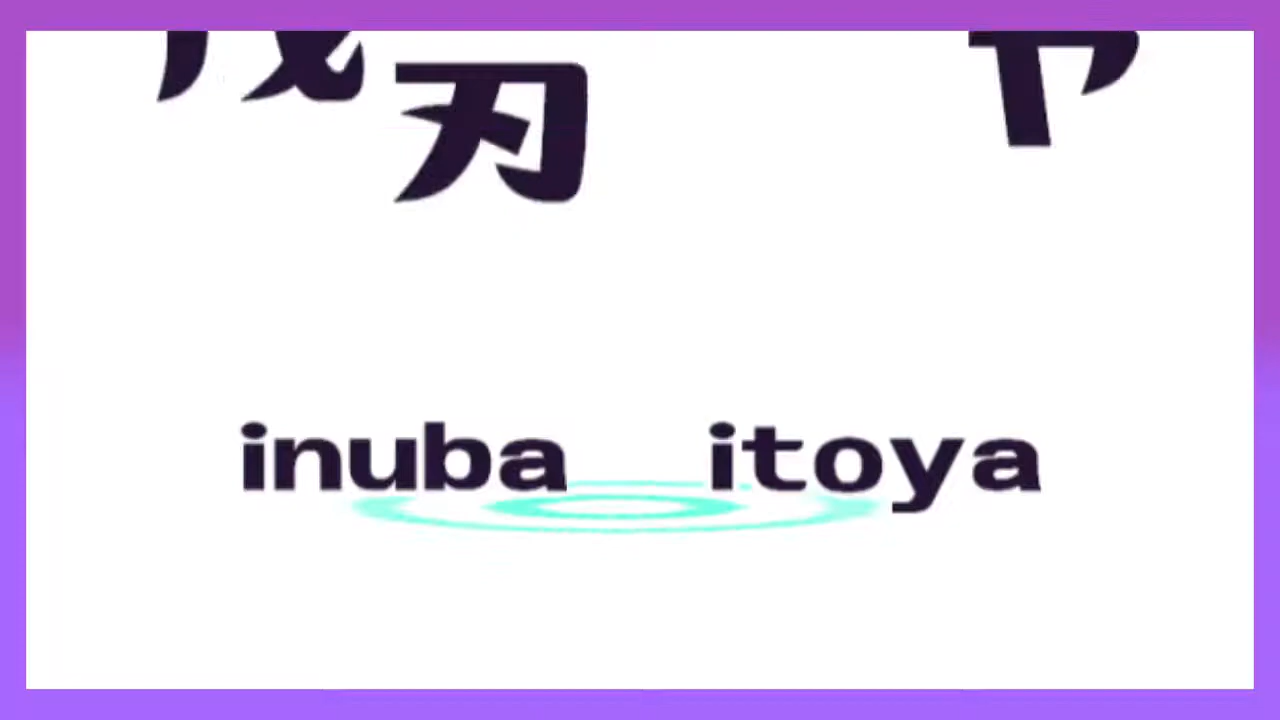 刃 ヤ
inuba itoya